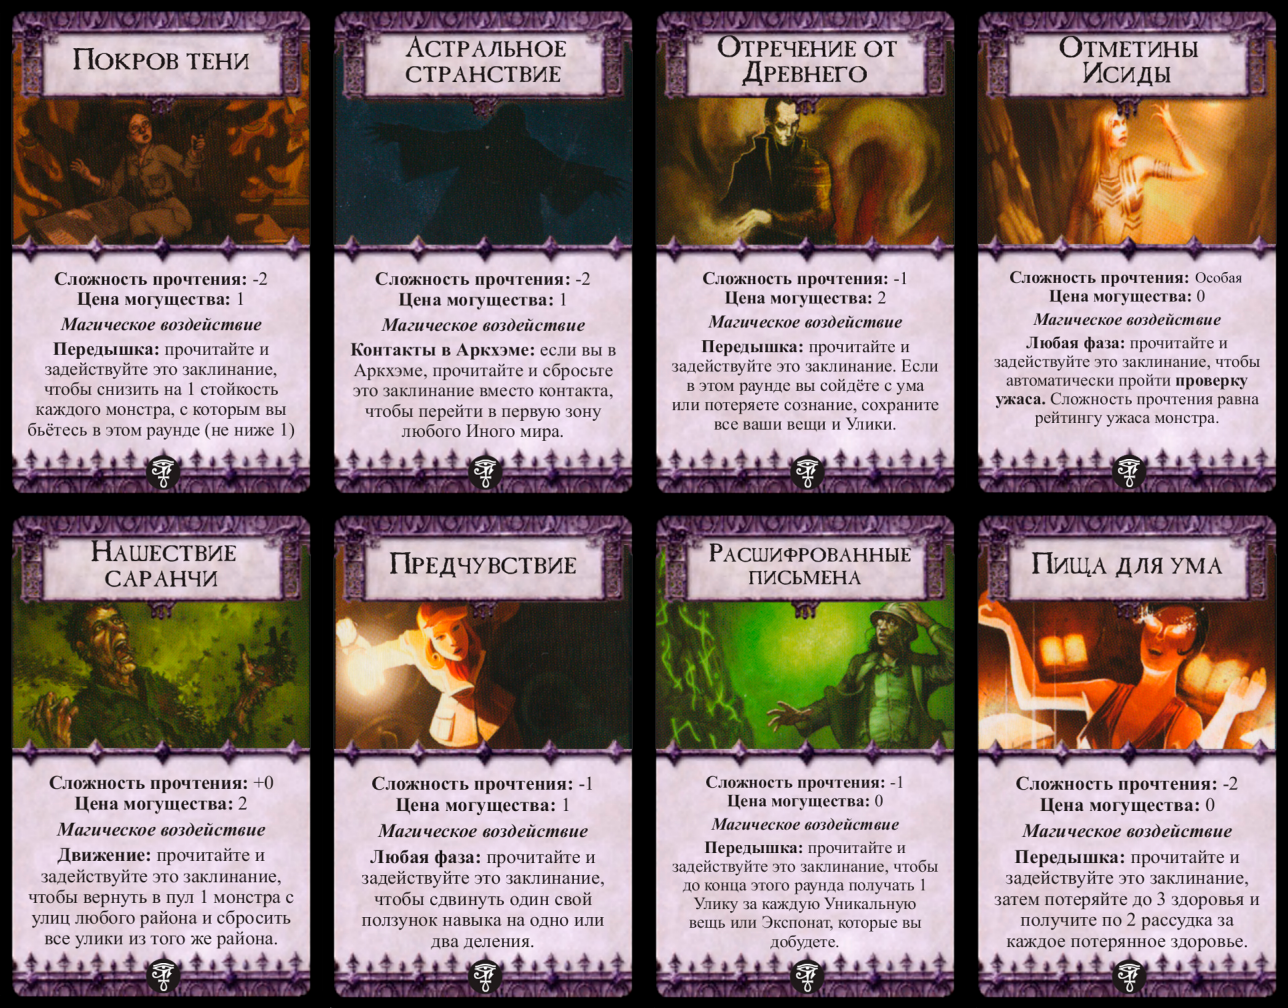 Покров тени
Сложность прочтения: -2
Цена могущества: 1
Магическое воздействие
Передышка: прочитайте и
задействуйте это заклинание,
чтобы снизить на 1 стойкость
каждого монстра, с которым вы
бьётесь в этом раунде (не ниже 1)
Астральное
странствие
Сложность прочтения: -2
Цена могущества: 1
Магическое воздействие
Контакты в Аркхэме: если вы в
Аркхэме, прочитайте и сбросьте
это заклинание вместо контакта,
чтобы перейти в первую зону
любого Иного мира.
Отречение от
Древнего
Сложность прочтения: -1
Цена могущества: 2
Магическое воздействие
Передышка: прочитайте и
задействуйте это заклинание. Если
в этом раунде вы сойдёте с ума
или потеряете сознание, сохраните
все ваши вещи и Улики.
Отметины
Исиды
Сложность прочтения: Особая
Цена могущества: 0
Магическое воздействие
Любая фаза: прочитайте и
задействуйте это заклинание, чтобы
автоматически пройти проверку
ужаса. Сложность прочтения равна
рейтингу ужаса монстра.
Нашествие
саранчи
Сложность прочтения: +0
Цена могущества: 2
Магическое воздействие
Движение: прочитайте и
задействуйте это заклинание,
чтобы вернуть в пул 1 монстра с
улиц любого района и сбросить
все улики из того же района.
Предчувствие
Сложность прочтения: -1
Цена могущества: 1
Магическое воздействие
Любая фаза: прочитайте и
задействуйте это заклинание,
чтобы сдвинуть один свой
ползунок навыка на одно или
два деления.
Расшифрованные
письмена
Сложность прочтения: -1
Цена могущества: 0
Магическое воздействие
Передышка: прочитайте и
задействуйте это заклинание, чтобы
до конца этого раунда получать 1
Улику за каждую Уникальную
вещь или Экспонат, которые вы
добудете.
Пища для ума
Сложность прочтения: -2
Цена могущества: 0
Магическое воздействие
Передышка: прочитайте и
задействуйте это заклинание,
затем потеряйте до 3 здоровья и
получите по 2 рассудка за
каждое потерянное здоровье.